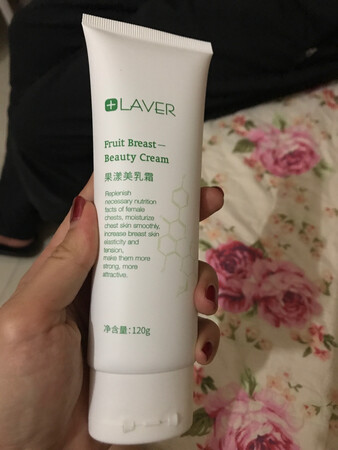 LAVER
Fruit Breast—
Beauty Cream
果漾美乳霜
Replenish
necessary nutrition
facts of female
chests, moisturize
chest skin smoothly,
increase breast skin
elasticity and
tension,
make them more
strong, more
attractive.
净含量:120g